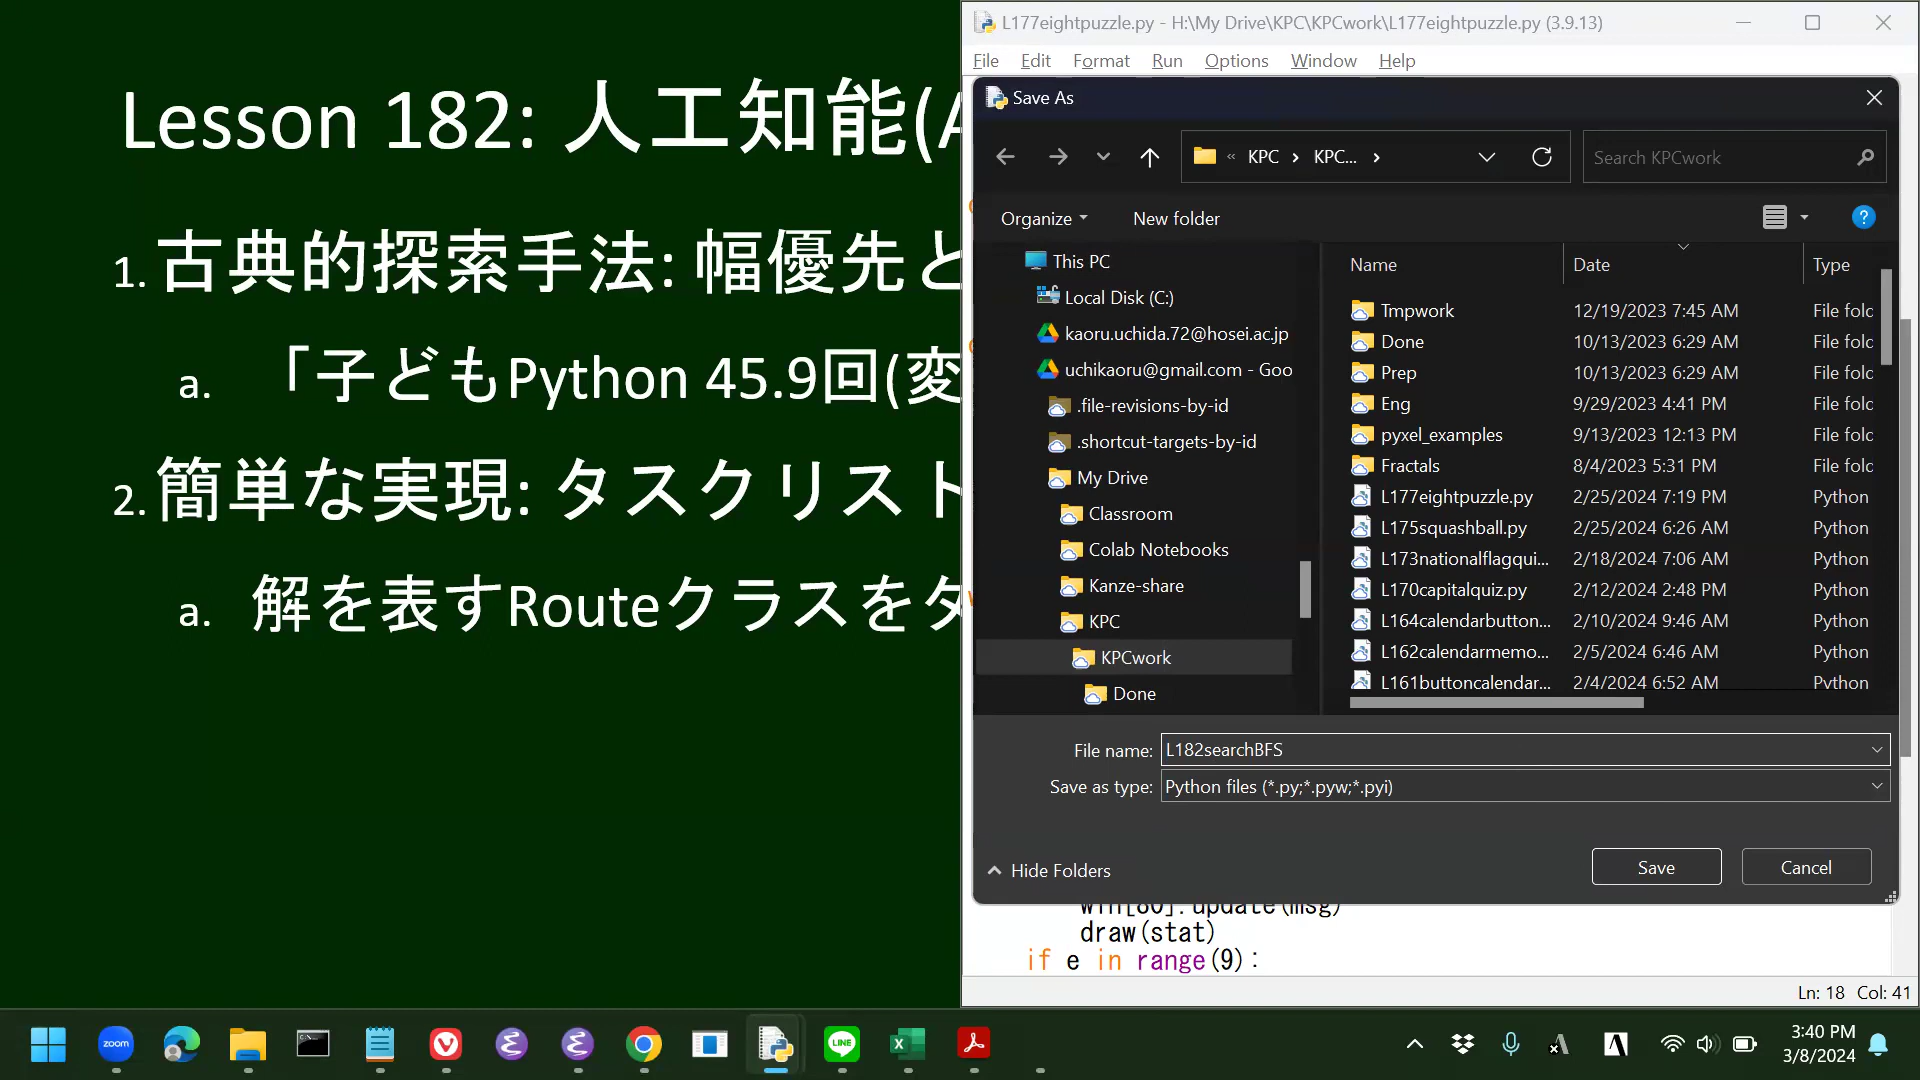 Lesson 182: 人工知能(A
1. 古典的探索手法: 幅優先と
a. 「子どもPython 45.9回(変
2. 簡単な実現: タスクリスト
a. 解を表すRouteクラスをタ
L177eightpuzzle.py - H:\My Drive\KPC\KPCwork\L177eightpuzzle.py (3.9.13)
File Edit Format Run Options Window Help
Save As
« KPC › KPC... ›
Search KPCwork
Organize New folder
This PC
Local Disk (C:)
kaoru.uchida.72@hosei.ac.jp
uchikaoru@gmail.com - Goo
.file-revisions-by-id
.shortcut-targets-by-id
My Drive
Classroom
Colab Notebooks
Kanze-share
KPC
KPCwork
Done
Name Date Type
Tmpwork 12/19/2023 7:45 AM File folc
Done 10/13/2023 6:29 AM File folc
Prep 10/13/2023 6:29 AM File folc
Eng 9/29/2023 4:41 PM File folc
pyxel_examples 9/13/2023 12:13 PM File folc
Fractals 8/4/2023 5:31 PM File folc
L177eightpuzzle.py 2/25/2024 7:19 PM Python
L175squashball.py 2/25/2024 6:26 AM Python
L173nationalflagqui... 2/18/2024 7:06 AM Python
L170capitalquiz.py 2/12/2024 2:48 PM Python
L164calendarbutton... 2/10/2024 9:46 AM Python
L162calendarmemo... 2/5/2024 6:46 AM Python
L161buttoncalendar... 2/4/2024 6:52 AM Python
File name: L182searchBFS
Save as type: Python files (*.py;*.pyw;*.pyi)
Hide Folders
Save Cancel
win[80].update(msg)
draw(stat)
if e in range(9):
Ln: 18 Col: 41
zoom
LINE
3:40 PM
3/8/2024